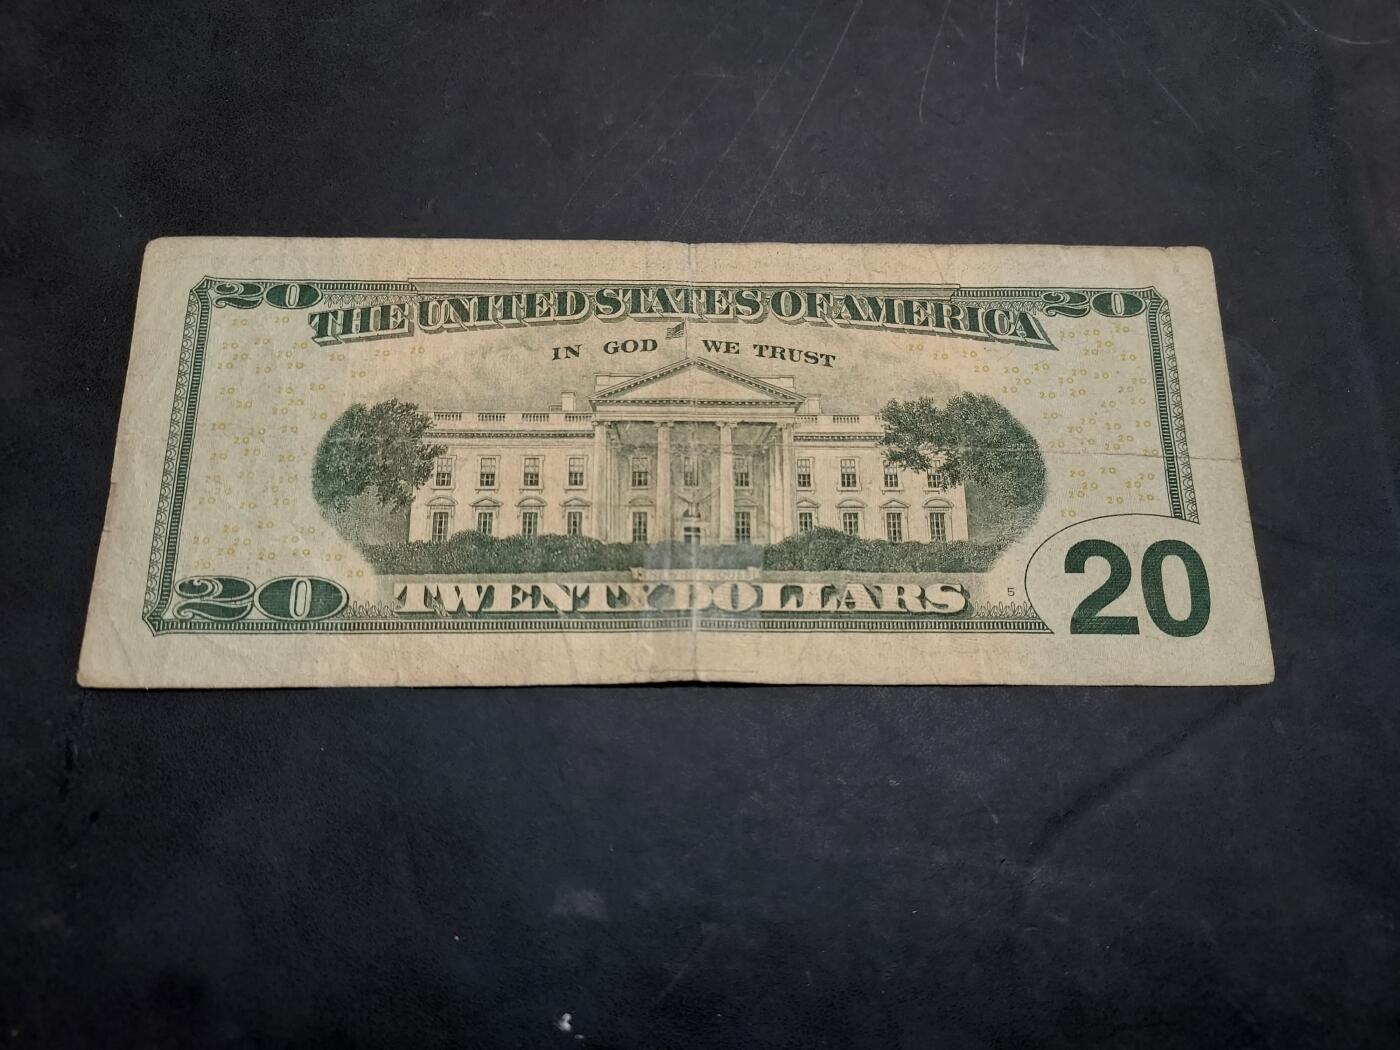 20 THE UNITED STATES OF AMERICA 20
IN GOD WE TRUST
20 TWENTY DOLLARS 5 20